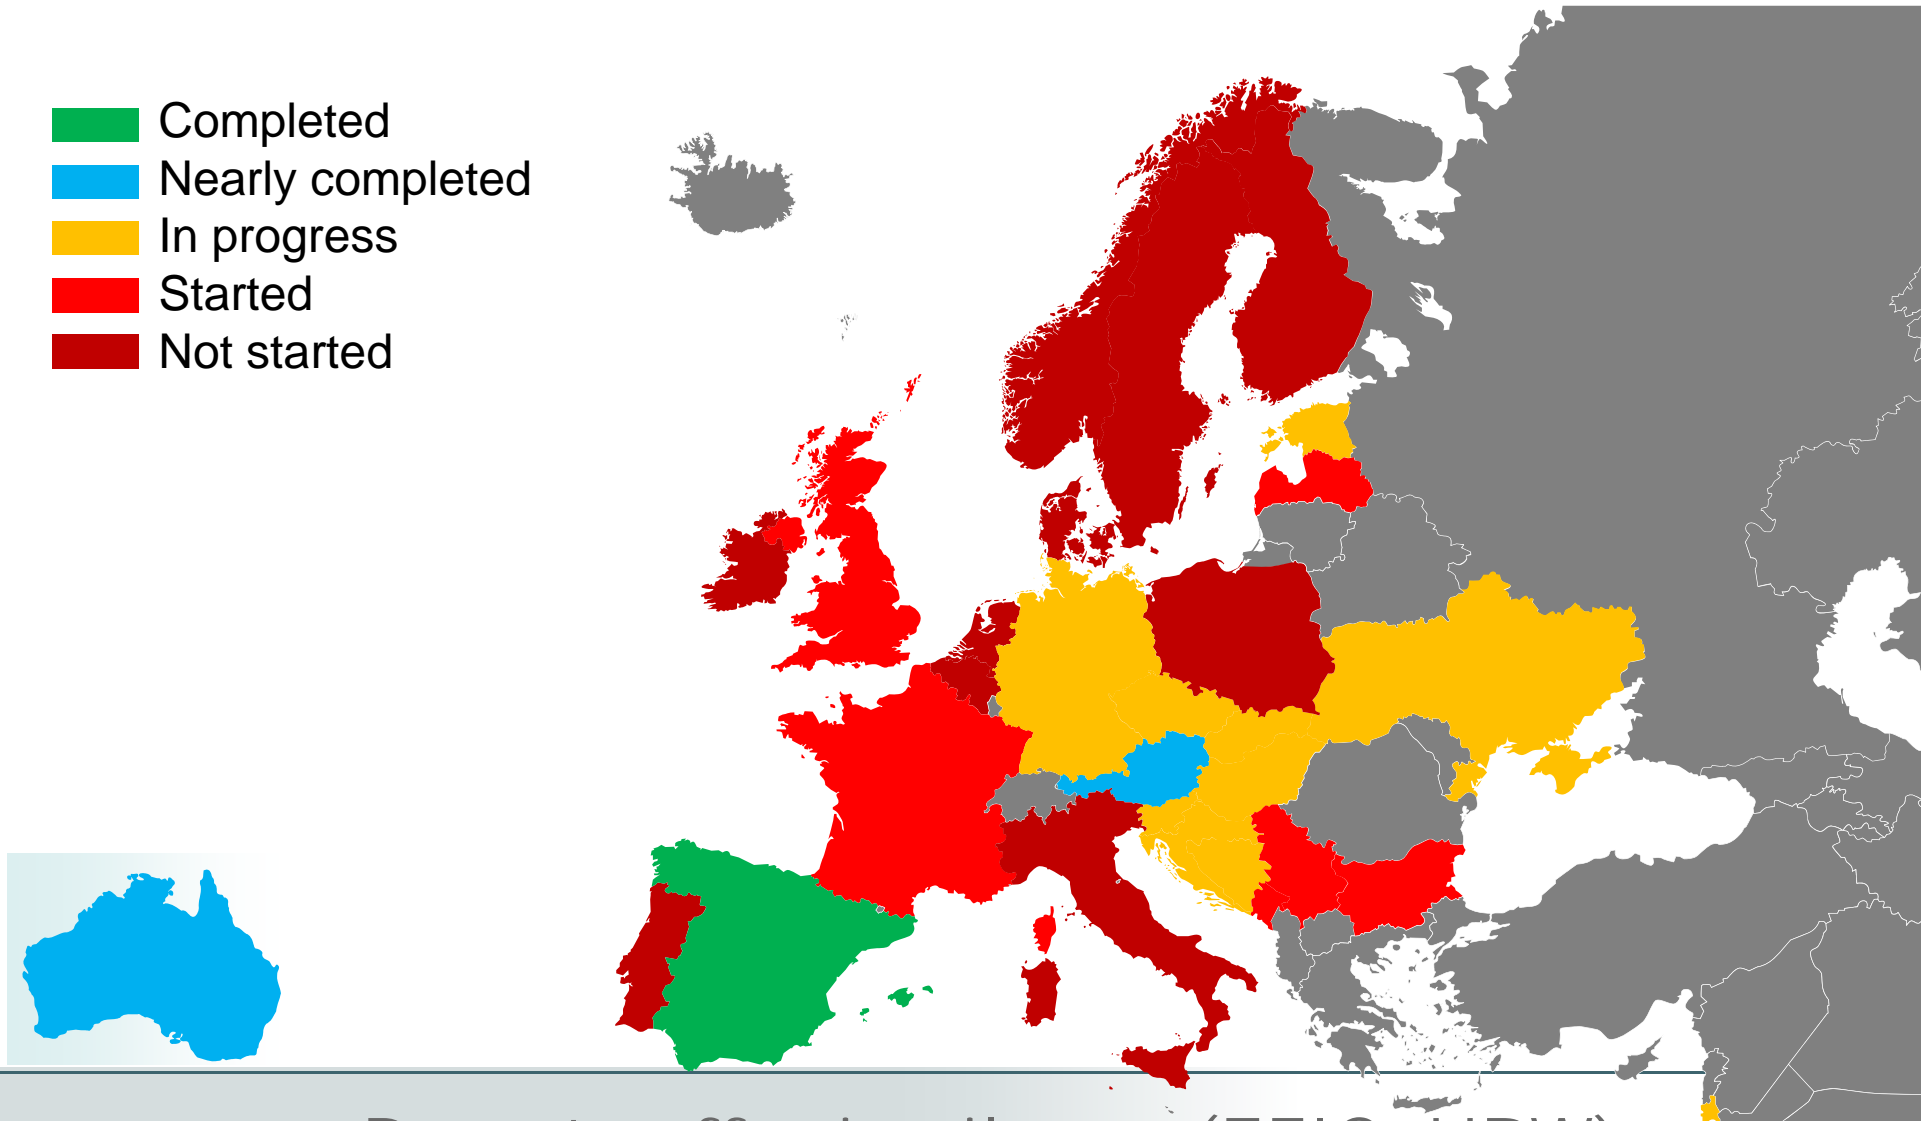 Completed
Nearly completed
In progress
Started
Not started